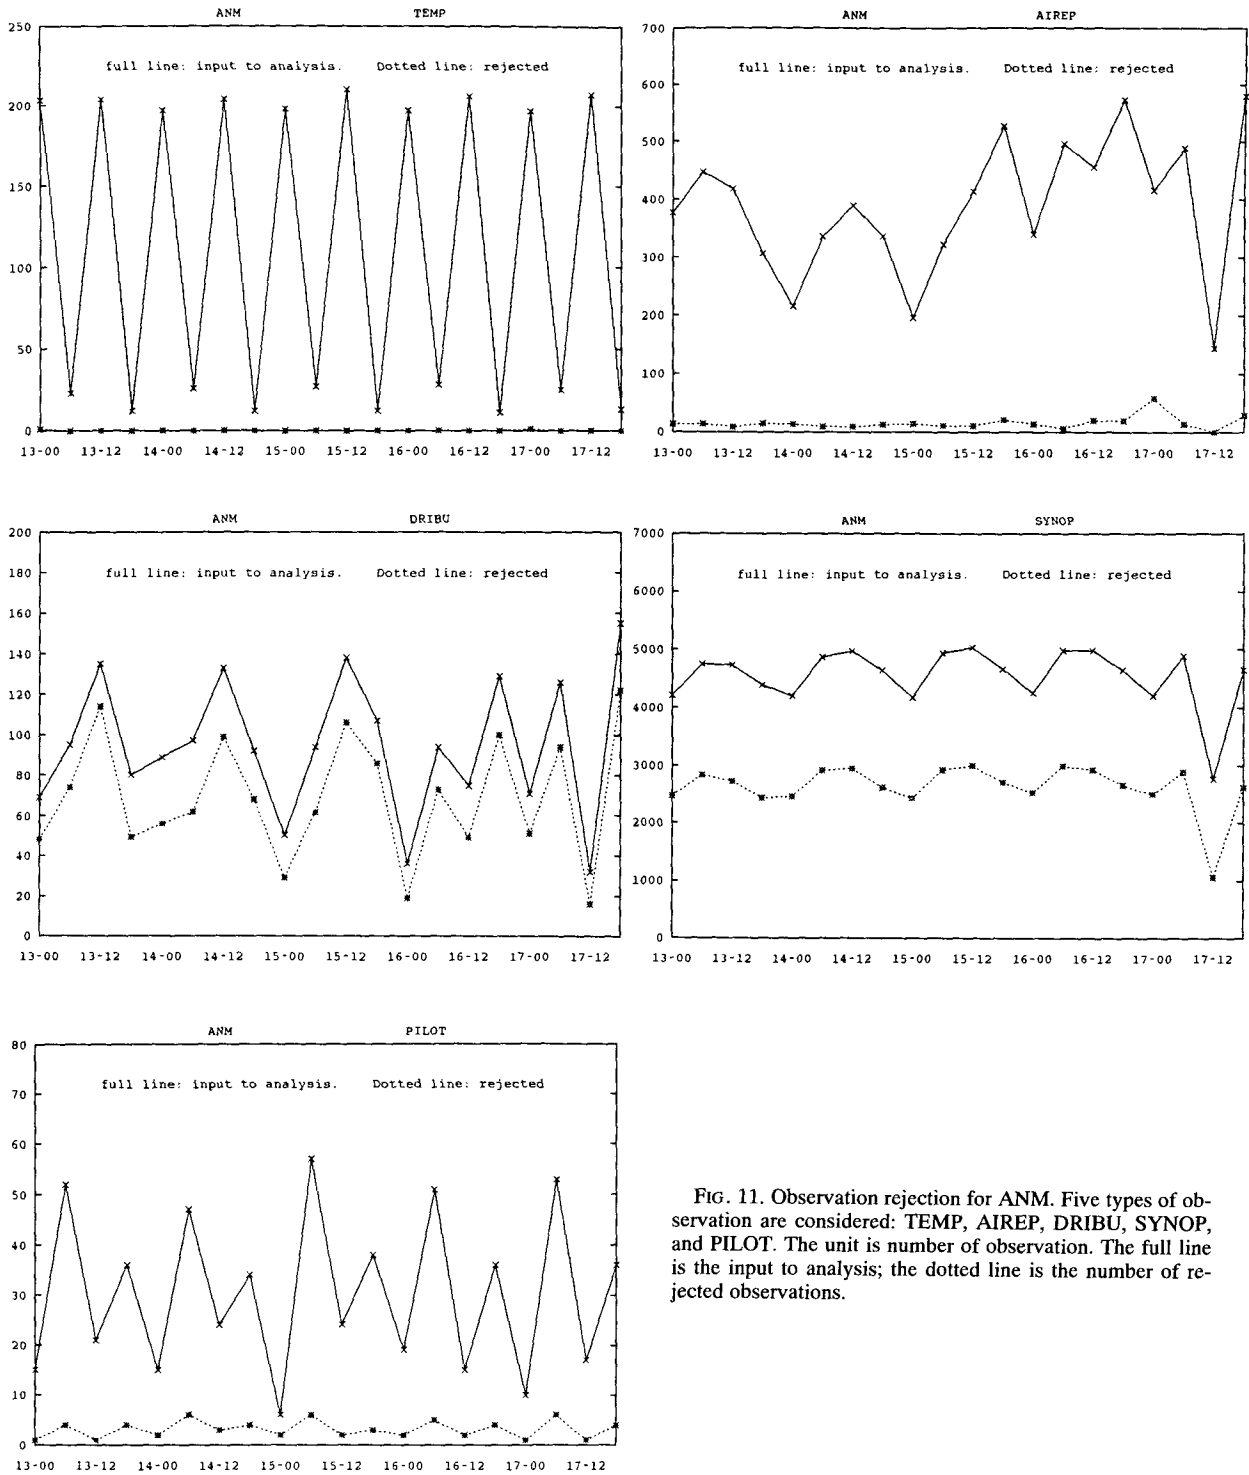 ANM TEMP
250
full line: input to analysis. Dotted line: rejected
200
150
100
50
0
13-00 13-12 14-00 14-12 15-00 15-12 16-00 16-12 17-00 17-12
ANM AIREP
700
full line: input to analysis. Dotted line: rejected
600
500
400
300
200
100
0
13-00 13-12 14-00 14-12 15-00 15-12 16-00 16-12 17-00 17-12
ANM DRIBU
200
180
full line: input to analysis. Dotted line: rejected
160
140
120
100
80
60
40
20
0
13-00 13-12 14-00 14-12 15-00 15-12 16-00 16-12 17-00 17-12
ANM SYNOP
7000
full line: input to analysis. Dotted line: rejected
6000
5000
4000
3000
2000
1000
0
13-00 13-12 14-00 14-12 15-00 15-12 16-00 16-12 17-00 17-12
ANM PILOT
80
full line: input to analysis. Dotted line: rejected
70
60
50
40
30
20
10
0
13-00 13-12 14-00 14-12 15-00 15-12 16-00 16-12 17-00 17-12
FIG. 11. Observation rejection for ANM. Five types of ob-
servation are considered: TEMP, AIREP, DRIBU, SYNOP,
and PILOT. The unit is number of observation. The full line
is the input to analysis; the dotted line is the number of re-
jected observations.